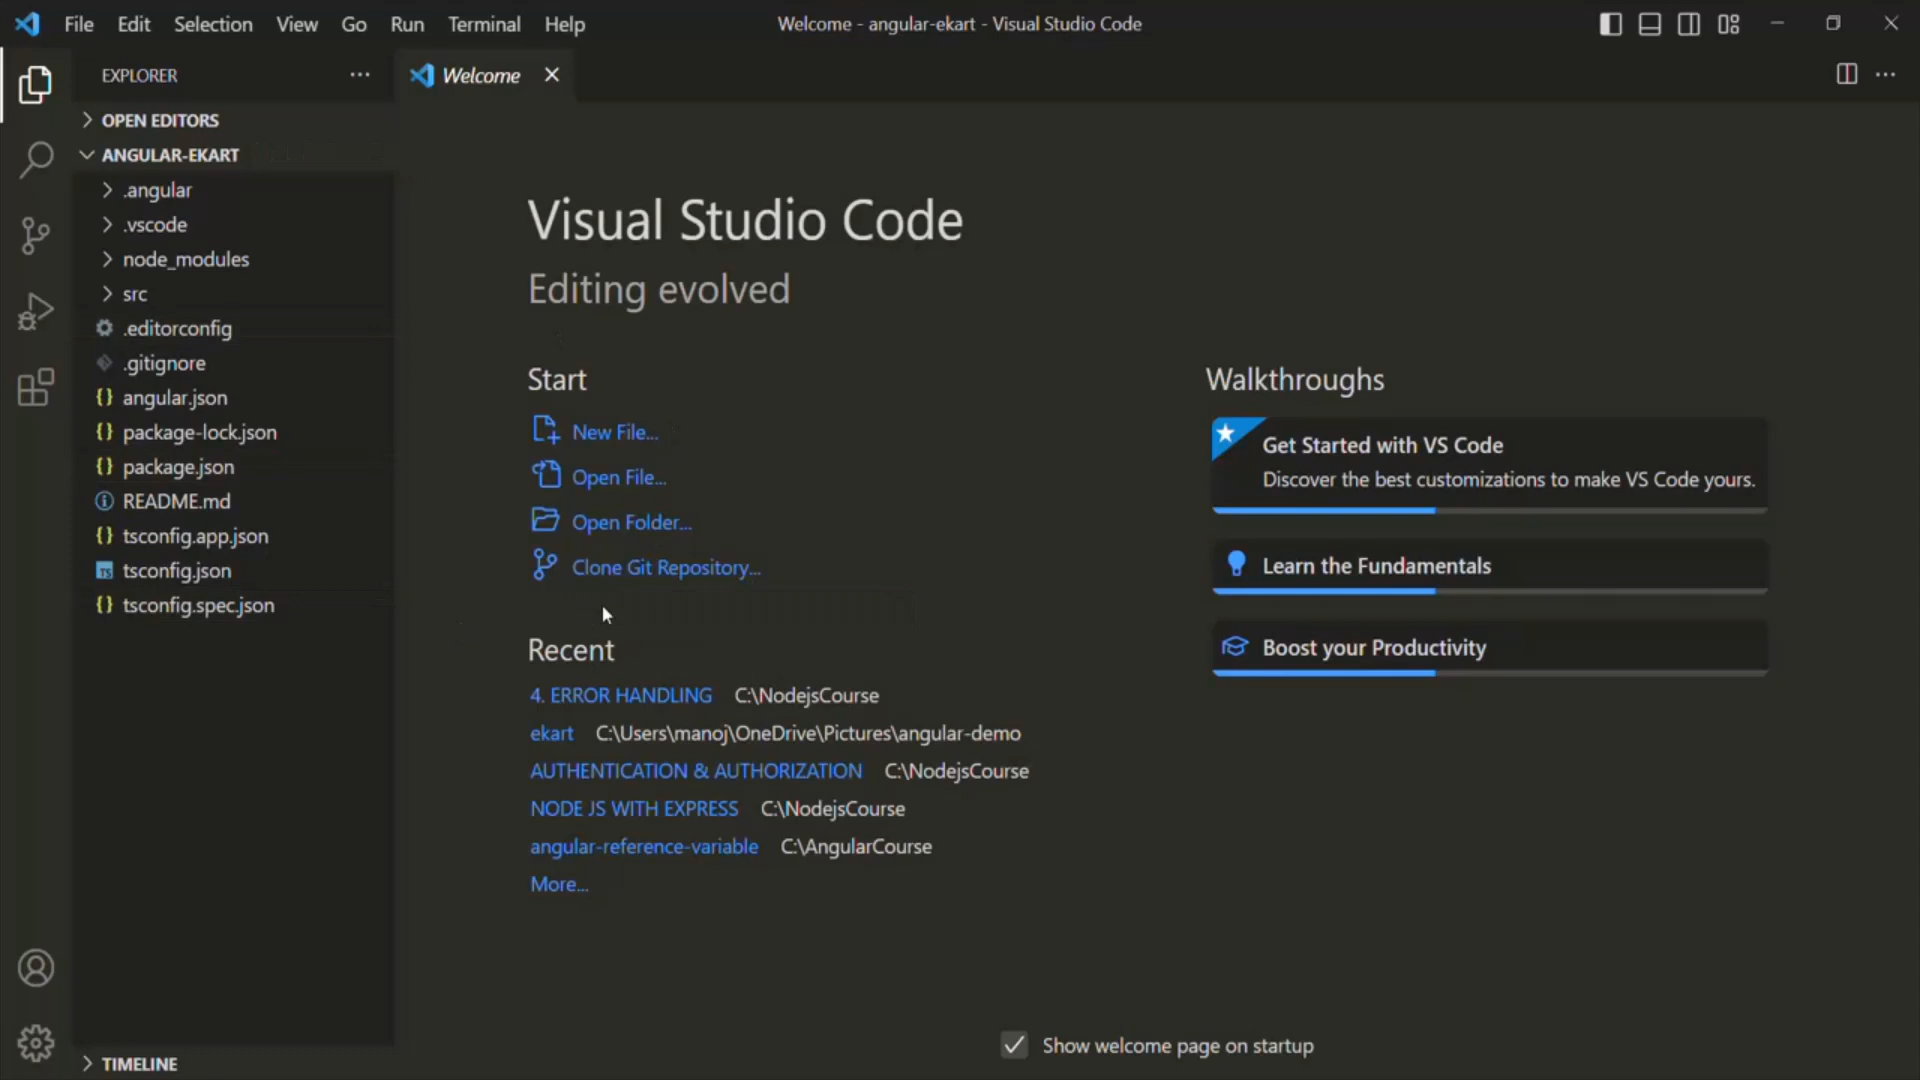 File Edit Selection View Go Run Terminal Help
Welcome - angular-ekart - Visual Studio Code
EXPLORER
Welcome
OPEN EDITORS
ANGULAR-EKART
.angular
.vscode
node_modules
src
.editorconfig
.gitignore
angular.json
package-lock.json
package.json
README.md
tsconfig.app.json
TS tsconfig.json
tsconfig.spec.json
TIMELINE
Visual Studio Code
Editing evolved
Start
New File...
Open File...
Open Folder...
Clone Git Repository...
Recent
4. ERROR HANDLING C:\NodejsCourse
ekart C:\Users\manoj\OneDrive\Pictures\angular-demo
AUTHENTICATION & AUTHORIZATION C:\NodejsCourse
NODE JS WITH EXPRESS C:\NodejsCourse
angular-reference-variable C:\AngularCourse
More...
Walkthroughs
Get Started with VS Code
Discover the best customizations to make VS Code yours.
Learn the Fundamentals
Boost your Productivity
Show welcome page on startup